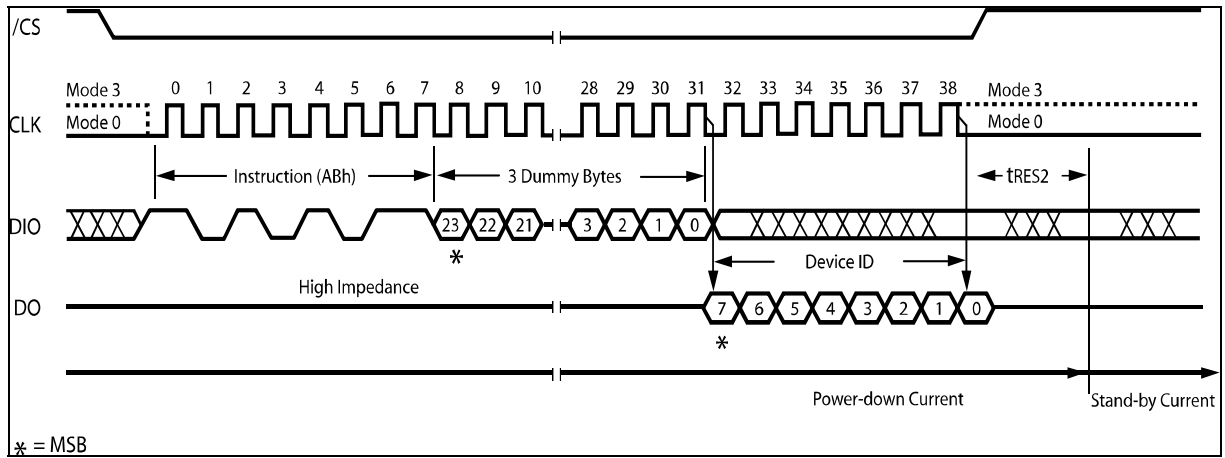 /CS
Mode 3 0 1 2 3 4 5 6 7 8 9 10 28 29 30 31 32 33 34 35 36 37 38 Mode 3
CLK Mode 0 Mode 0
Instruction (ABh) 3 Dummy Bytes tRES2
DIO 23 22 21 3 2 1 0
* Device ID
High Impedance
DO 7 6 5 4 3 2 1 0
*
Power-down Current Stand-by Current
* = MSB